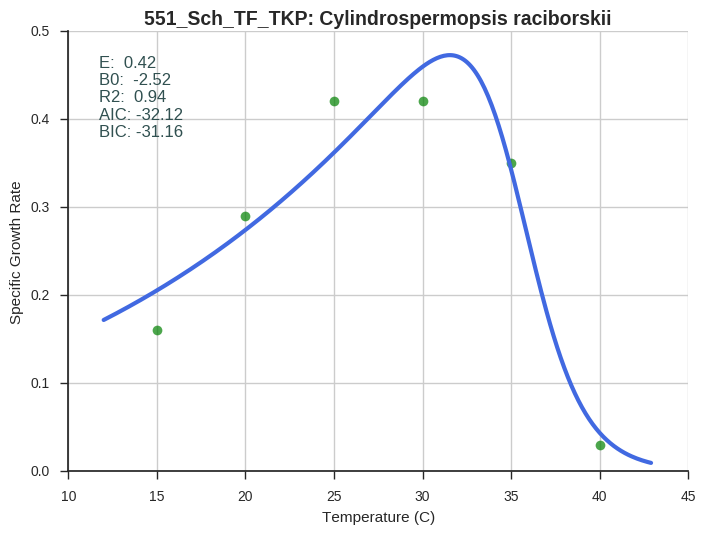 551_Sch_TF_TKP: Cylindrospermopsis raciborskii
E:  0.42
B0:  -2.52
R2:  0.94
AIC: -32.12
BIC: -31.16
Specific Growth Rate
0.5
0.4
0.3
0.2
0.1
0.0
10 15 20 25 30 35 40 45
Temperature (C)